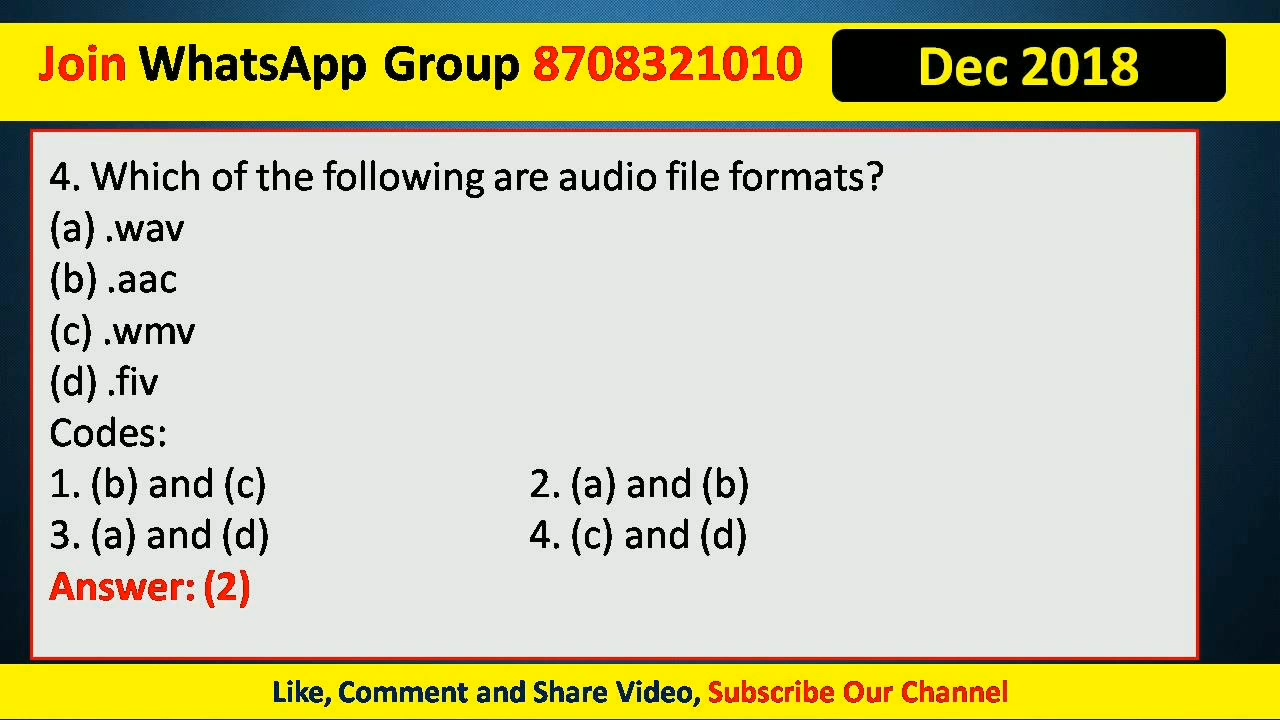 Join WhatsApp Group 8708321010
Dec 2018
4. Which of the following are audio file formats?
(a) .wav
(b) .aac
(c) .wmv
(d) .fiv
Codes:
1. (b) and (c) 2. (a) and (b)
3. (a) and (d) 4. (c) and (d)
Answer: (2)
Like, Comment and Share Video, Subscribe Our Channel